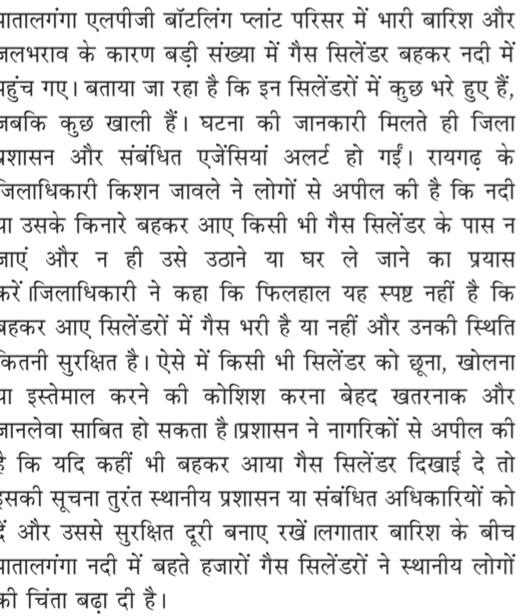 पातालगंगा एलपीजी बॉटलिंग प्लांट परिसर में भारी बारिश और
जलभराव के कारण बड़ी संख्या में गैस सिलेंडर बहकर नदी में
पहुंच गए। बताया जा रहा है कि इन सिलेंडरों में कुछ भरे हुए हैं,
जबकि कुछ खाली हैं। घटना की जानकारी मिलते ही जिला
प्रशासन और संबंधित एजेंसियां अलर्ट हो गईं। रायगढ़ के
जिलाधिकारी किशन जावले ने लोगों से अपील की है कि नदी
या उसके किनारे बहकर आए किसी भी गैस सिलेंडर के पास न
जाएं और न ही उसे उठाने या घर ले जाने का प्रयास
करें।जिलाधिकारी ने कहा कि फिलहाल यह स्पष्ट नहीं है कि
बहकर आए सिलेंडरों में गैस भरी है या नहीं और उनकी स्थिति
कितनी सुरक्षित है। ऐसे में किसी भी सिलेंडर को छूना, खोलना
या इस्तेमाल करने की कोशिश करना बेहद खतरनाक और
जानलेवा साबित हो सकता है।प्रशासन ने नागरिकों से अपील की
है कि यदि कहीं भी बहकर आया गैस सिलेंडर दिखाई दे तो
इसकी सूचना तुरंत स्थानीय प्रशासन या संबंधित अधिकारियों को
दें और उससे सुरक्षित दूरी बनाए रखें।लगातार बारिश के बीच
पातालगंगा नदी में बहते हजारों गैस सिलेंडरों ने स्थानीय लोगों
की चिंता बढ़ा दी है।